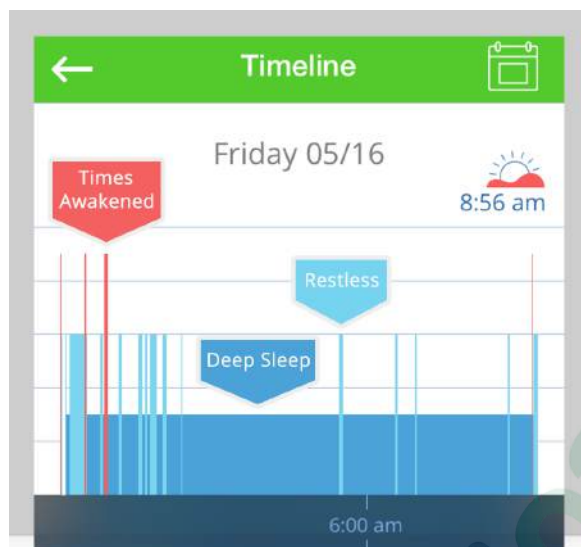 Timeline
Friday 05/16
Times
Awakened
8:56 am
Restless
Deep Sleep
6:00 am